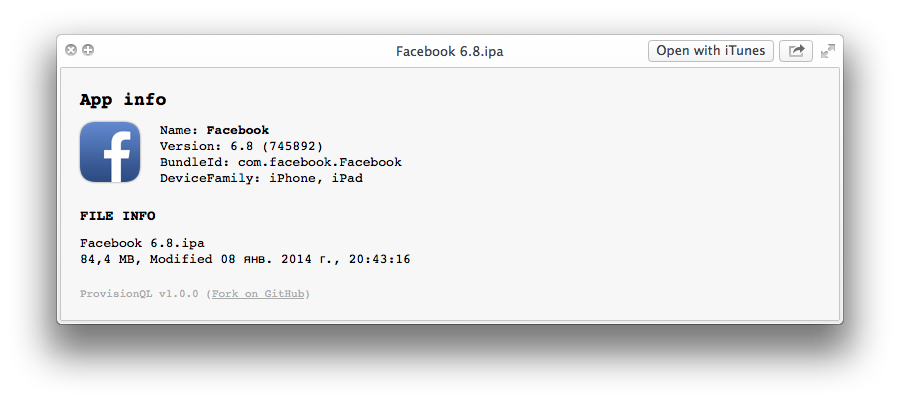 Facebook 6.8.ipa
Open with iTunes
App info
Name: Facebook
Version: 6.8 (745892)
BundleId: com.facebook.Facebook
DeviceFamily: iPhone, iPad
FILE INFO
Facebook 6.8.ipa
84,4 MB, Modified 08 янв. 2014 г., 20:43:16
ProvisionQL v1.0.0 (Fork on GitHub)